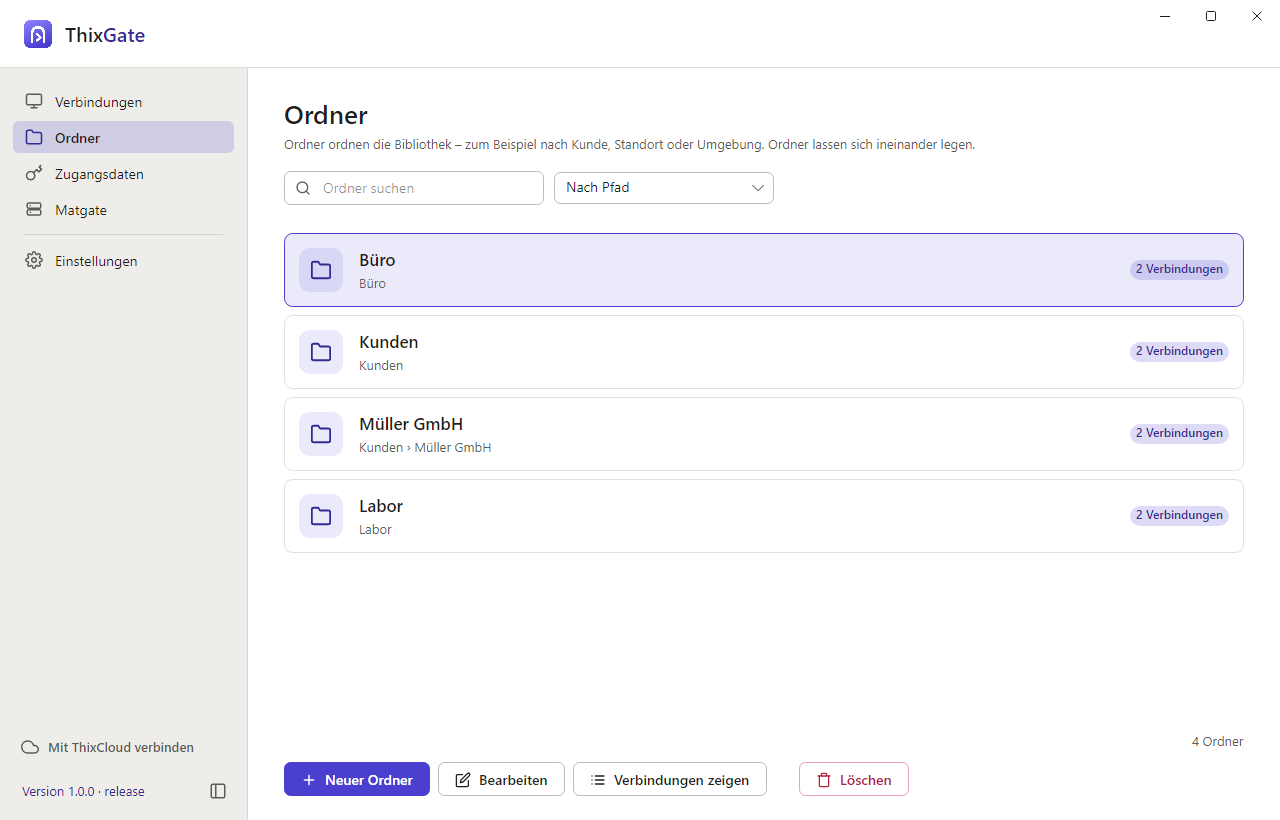 ThixGate
Verbindungen
Ordner
Zugangsdaten
Matgate
Einstellungen
Mit ThixCloud verbinden
Version 1.0.0 · release
Ordner
Ordner ordnen die Bibliothek – zum Beispiel nach Kunde, Standort oder Umgebung. Ordner lassen sich ineinander legen.
Ordner suchen
Nach Pfad
Büro
Büro
2 Verbindungen
Kunden
Kunden
2 Verbindungen
Müller GmbH
Kunden › Müller GmbH
2 Verbindungen
Labor
Labor
2 Verbindungen
4 Ordner
Neuer Ordner
Bearbeiten
Verbindungen zeigen
Löschen